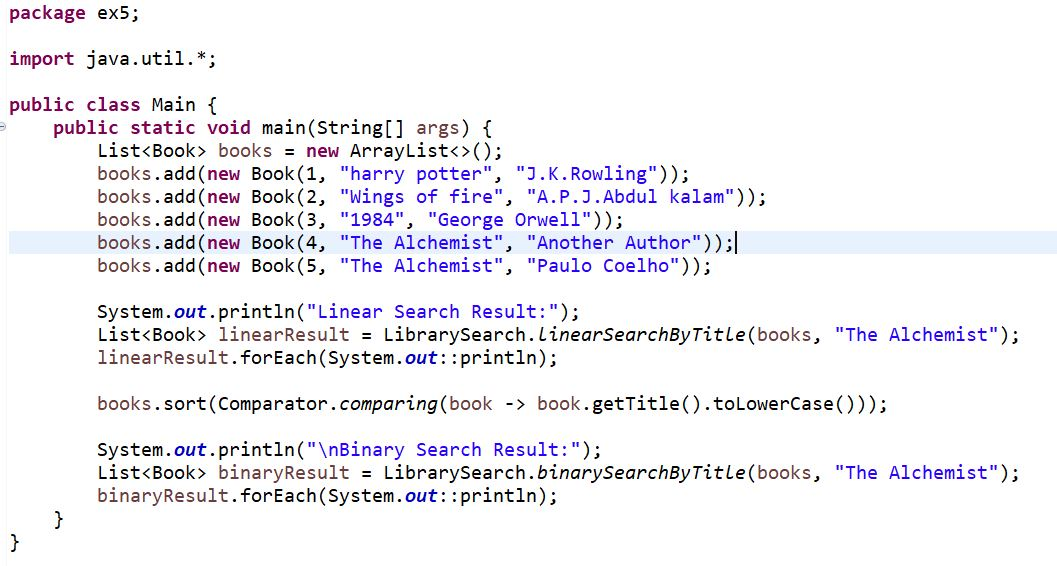 package ex5;
import java.util.*;
public class Main {
    public static void main(String[] args) {
        List<Book> books = new ArrayList<>();
        books.add(new Book(1, "harry potter", "J.K.Rowling"));
        books.add(new Book(2, "Wings of fire", "A.P.J.Abdul kalam"));
        books.add(new Book(3, "1984", "George Orwell"));
        books.add(new Book(4, "The Alchemist", "Another Author"));
        books.add(new Book(5, "The Alchemist", "Paulo Coelho"));
        System.out.println("Linear Search Result:");
        List<Book> linearResult = LibrarySearch.linearSearchByTitle(books, "The Alchemist");
        linearResult.forEach(System.out::println);
        books.sort(Comparator.comparing(book -> book.getTitle().toLowerCase()));
        System.out.println("\nBinary Search Result:");
        List<Book> binaryResult = LibrarySearch.binarySearchByTitle(books, "The Alchemist");
        binaryResult.forEach(System.out::println);
    }
}